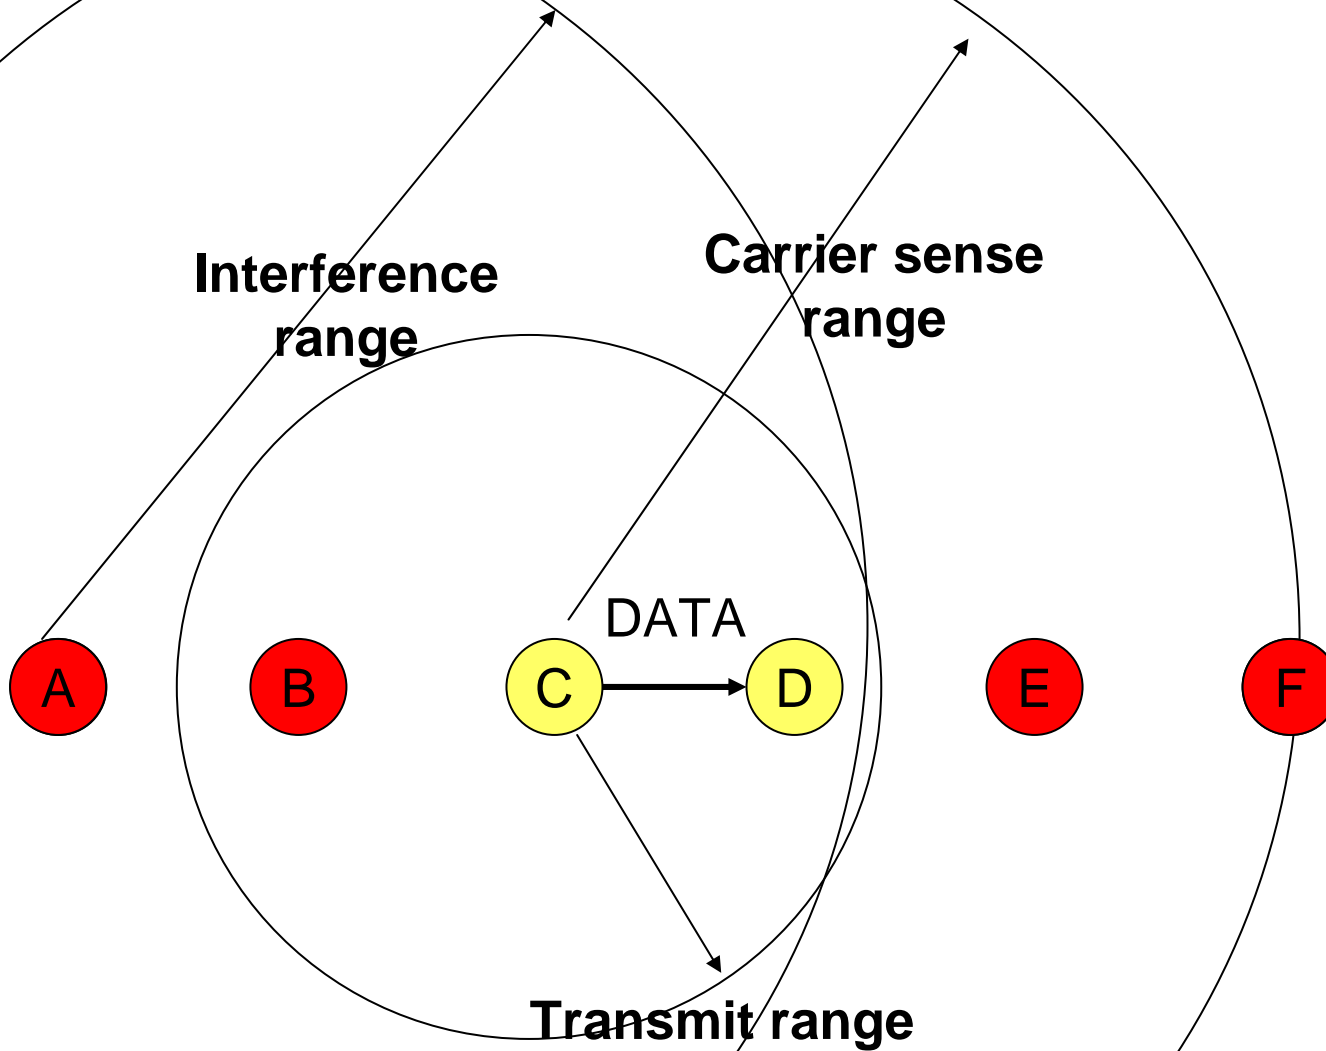 Interference
range
Carrier sense
range
DATA
A
B
C
D
E
F
Transmit range